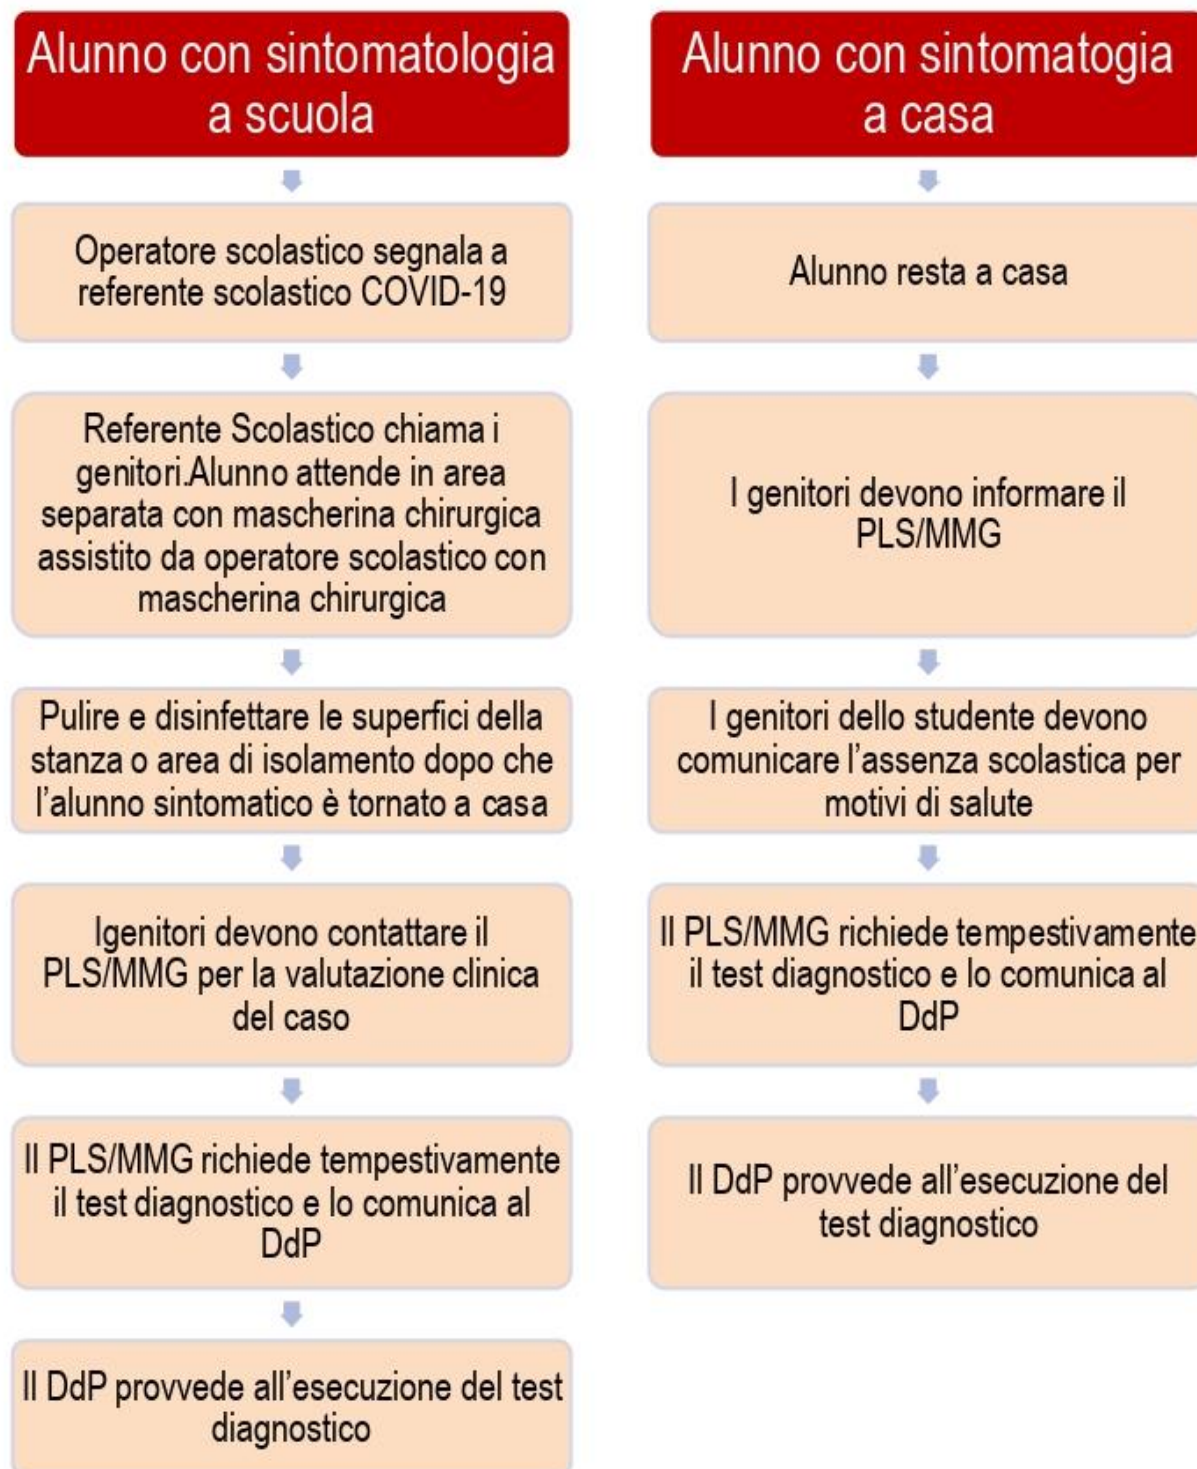 Alunno con sintomatologia
a scuola
Operatore scolastico segnala a
referente scolastico COVID-19
Referente Scolastico chiama i
genitori.Alunno attende in area
separata con mascherina chirurgica
assistito da operatore scolastico con
mascherina chirurgica
Pulire e disinfettare le superfici della
stanza o area di isolamento dopo che
l'alunno sintomatico è tornato a casa
Igenitori devono contattare il
PLS/MMG per la valutazione clinica
del caso
Il PLS/MMG richiede tempestivamente
il test diagnostico e lo comunica al
DdP
Il DdP provvede all'esecuzione del test
diagnostico
Alunno con sintomatogia
a casa
Alunno resta a casa
I genitori devono informare il
PLS/MMG
I genitori dello studente devono
comunicare l'assenza scolastica per
motivi di salute
Il PLS/MMG richiede tempestivamente
il test diagnostico e lo comunica al
DdP
Il DdP provvede all'esecuzione del
test diagnostico